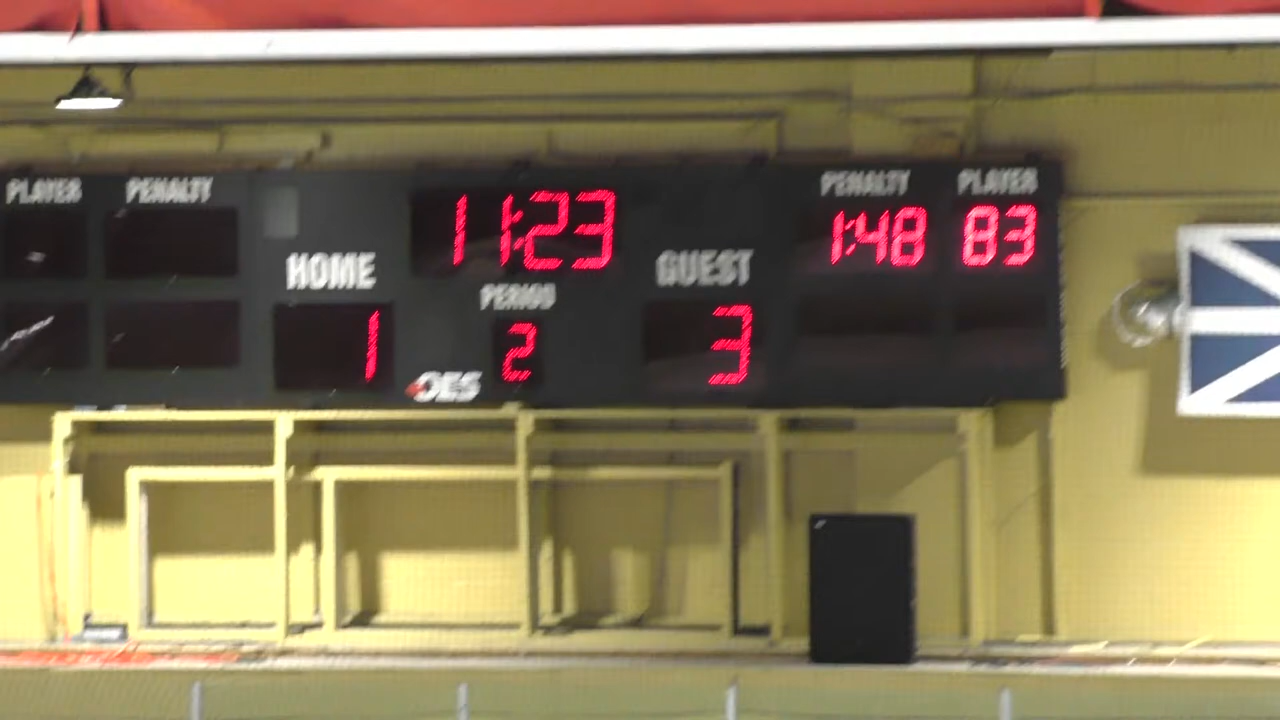 PLAYER PENALTY 11:23 PENALTY PLAYER
HOME GUEST 1:48 83
PERIOD
1 2 3
OES